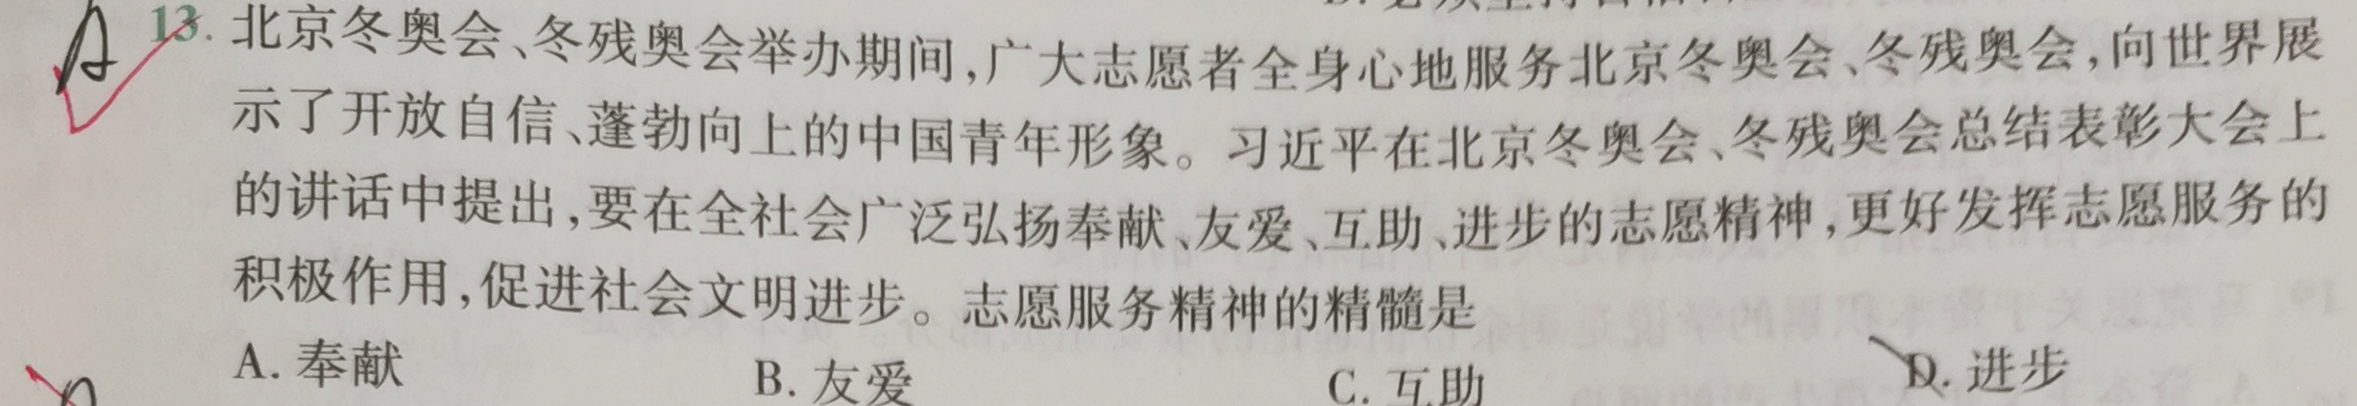 A
13. 北京冬奥会、冬残奥会举办期间,广大志愿者全身心地服务北京冬奥会、冬残奥会,向世界展
示了开放自信、蓬勃向上的中国青年形象。习近平在北京冬奥会、冬残奥会总结表彰大会上
的讲话中提出,要在全社会广泛弘扬奉献、友爱、互助、进步的志愿精神,更好发挥志愿服务的
积极作用,促进社会文明进步。志愿服务精神的精髓是
A. 奉献 B. 友爱 C. 互助 D. 进步